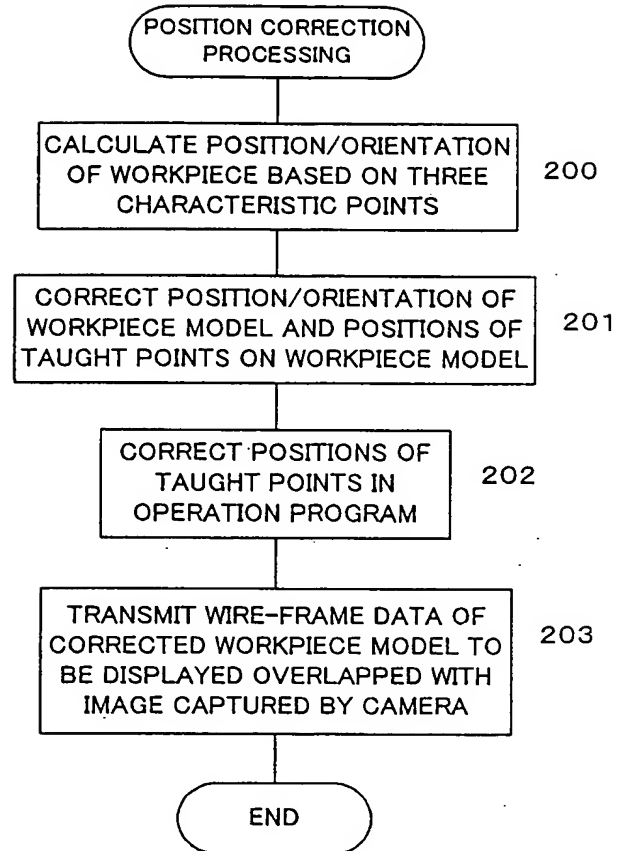 POSITION CORRECTION
PROCESSING
CALCULATE POSITION/ORIENTATION
OF WORKPIECE BASED ON THREE
CHARACTERISTIC POINTS
200
CORRECT POSITION/ORIENTATION OF
WORKPIECE MODEL AND POSITIONS OF
TAUGHT POINTS ON WORKPIECE MODEL
201
CORRECT POSITIONS OF
TAUGHT POINTS IN
OPERATION PROGRAM
202
TRANSMIT WIRE-FRAME DATA OF
CORRECTED WORKPIECE MODEL TO
BE DISPLAYED OVERLAPPED WITH
IMAGE CAPTURED BY CAMERA
203
END